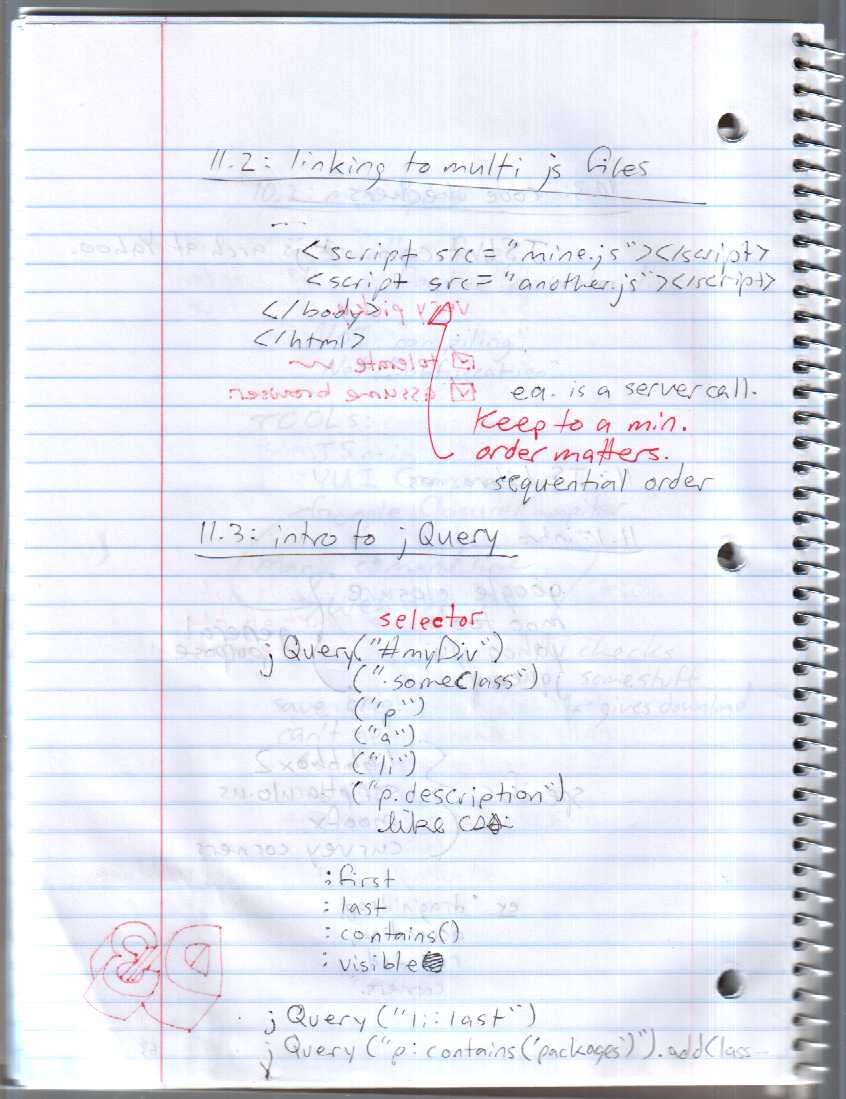 11.2: linking to multi js files
...
<script src="mine.js"></script>
<script src="another.js"></script>
</body>
</html>
ea. is a server call.
Keep to a min.
order matters.
sequential order
11.3: intro to jQuery
selector
jQuery("#myDiv")
(".someClass")
("p")
("a")
("li")
("p.description")
like css
:first
:last
:contains()
:visible
jQuery("li:last")
jQuery("p:contains('packages')").addClass-